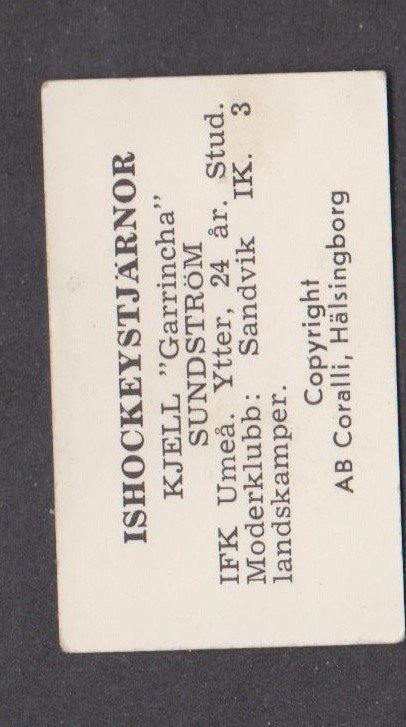 ISHOCKEYSTJÄRNOR
KJELL ”Garrincha”
SUNDSTRÖM
IFK Umeå. Ytter, 24 år. Stud.
Moderklubb: Sandvik IK. 3
landskamper.
Copyright
AB Coralli, Hälsingborg